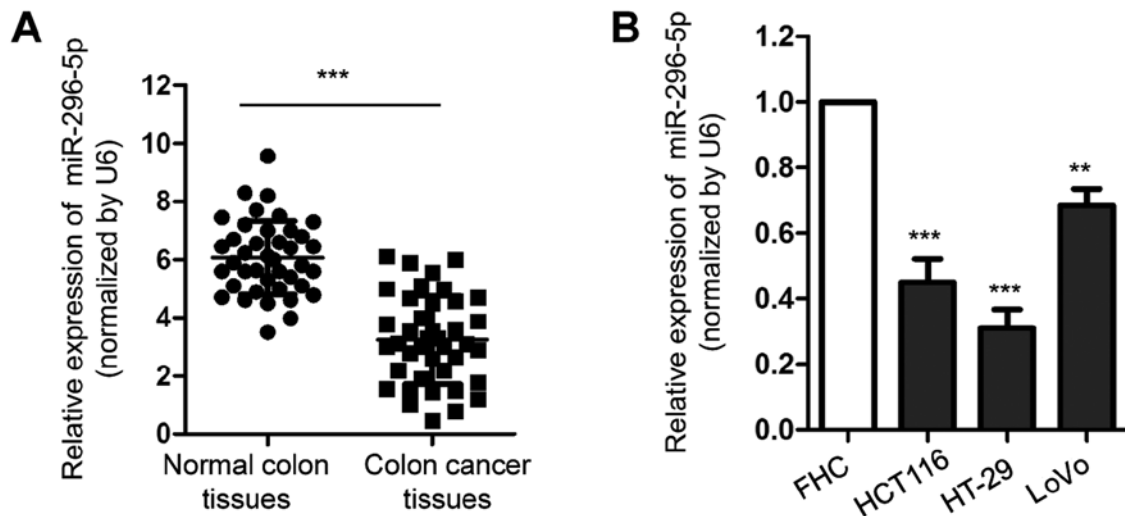 A
Relative expression of miR-296-5p
(normalized by U6)
12
10
8
6
4
2
0
***
Normal colon
tissues
Colon cancer
tissues
B
Relative expression of miR-296-5p
(normalized by U6)
1.2
1.0
0.8
0.6
0.4
0.2
0.0
***
***
**
FHC
HCT116
HT-29
LoVo